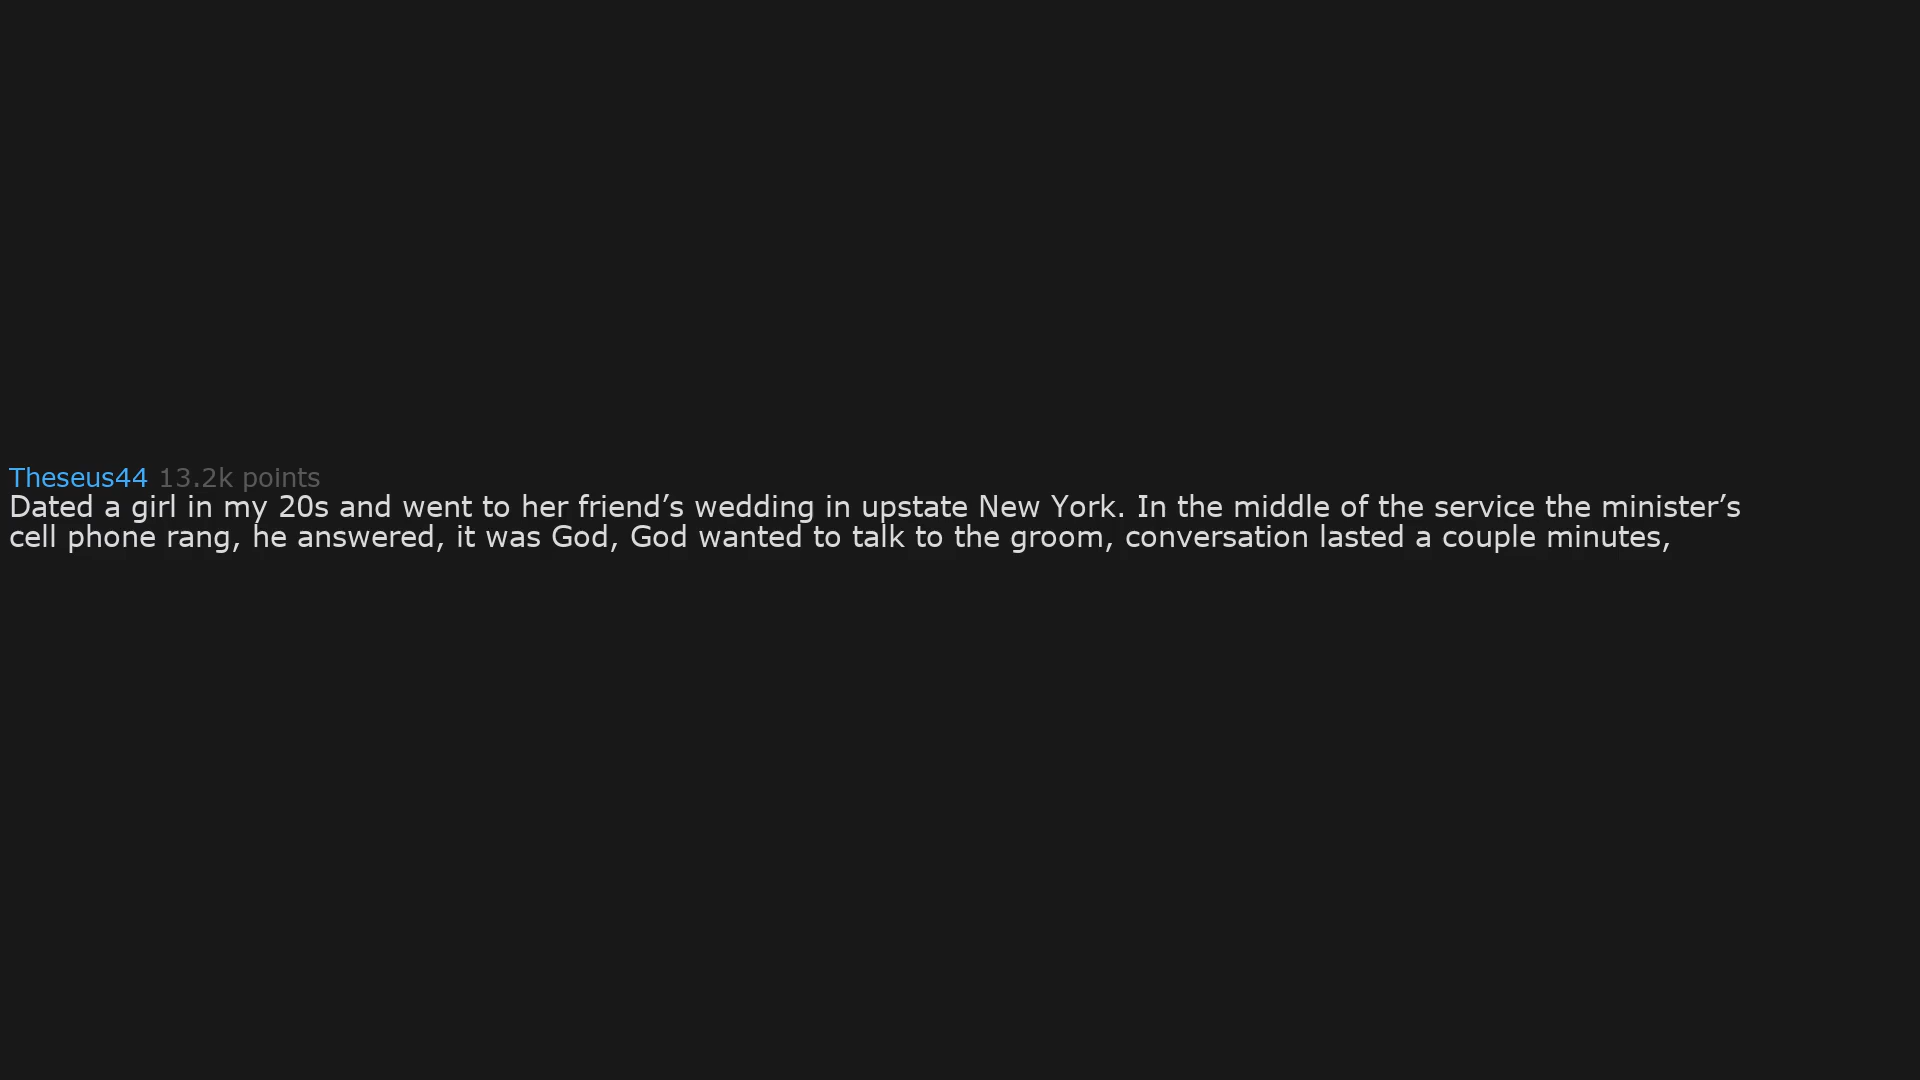 Theseus44 13.2k points
Dated a girl in my 20s and went to her friend’s wedding in upstate New York. In the middle of the service the minister’s
cell phone rang, he answered, it was God, God wanted to talk to the groom, conversation lasted a couple minutes,